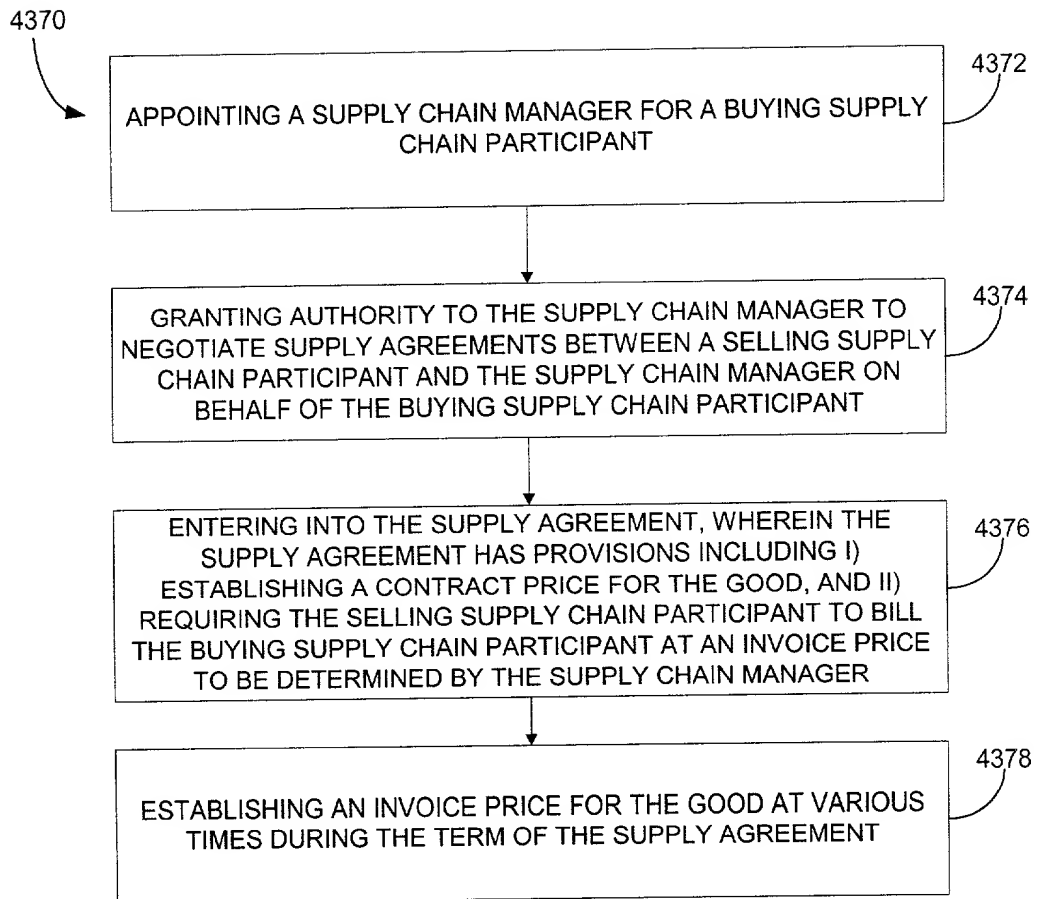 4370
4372
APPOINTING A SUPPLY CHAIN MANAGER FOR A BUYING SUPPLY
CHAIN PARTICIPANT
4374
GRANTING AUTHORITY TO THE SUPPLY CHAIN MANAGER TO
NEGOTIATE SUPPLY AGREEMENTS BETWEEN A SELLING SUPPLY
CHAIN PARTICIPANT AND THE SUPPLY CHAIN MANAGER ON
BEHALF OF THE BUYING SUPPLY CHAIN PARTICIPANT
4376
ENTERING INTO THE SUPPLY AGREEMENT, WHEREIN THE
SUPPLY AGREEMENT HAS PROVISIONS INCLUDING I)
ESTABLISHING A CONTRACT PRICE FOR THE GOOD, AND II)
REQUIRING THE SELLING SUPPLY CHAIN PARTICIPANT TO BILL
THE BUYING SUPPLY CHAIN PARTICIPANT AT AN INVOICE PRICE
TO BE DETERMINED BY THE SUPPLY CHAIN MANAGER
4378
ESTABLISHING AN INVOICE PRICE FOR THE GOOD AT VARIOUS
TIMES DURING THE TERM OF THE SUPPLY AGREEMENT